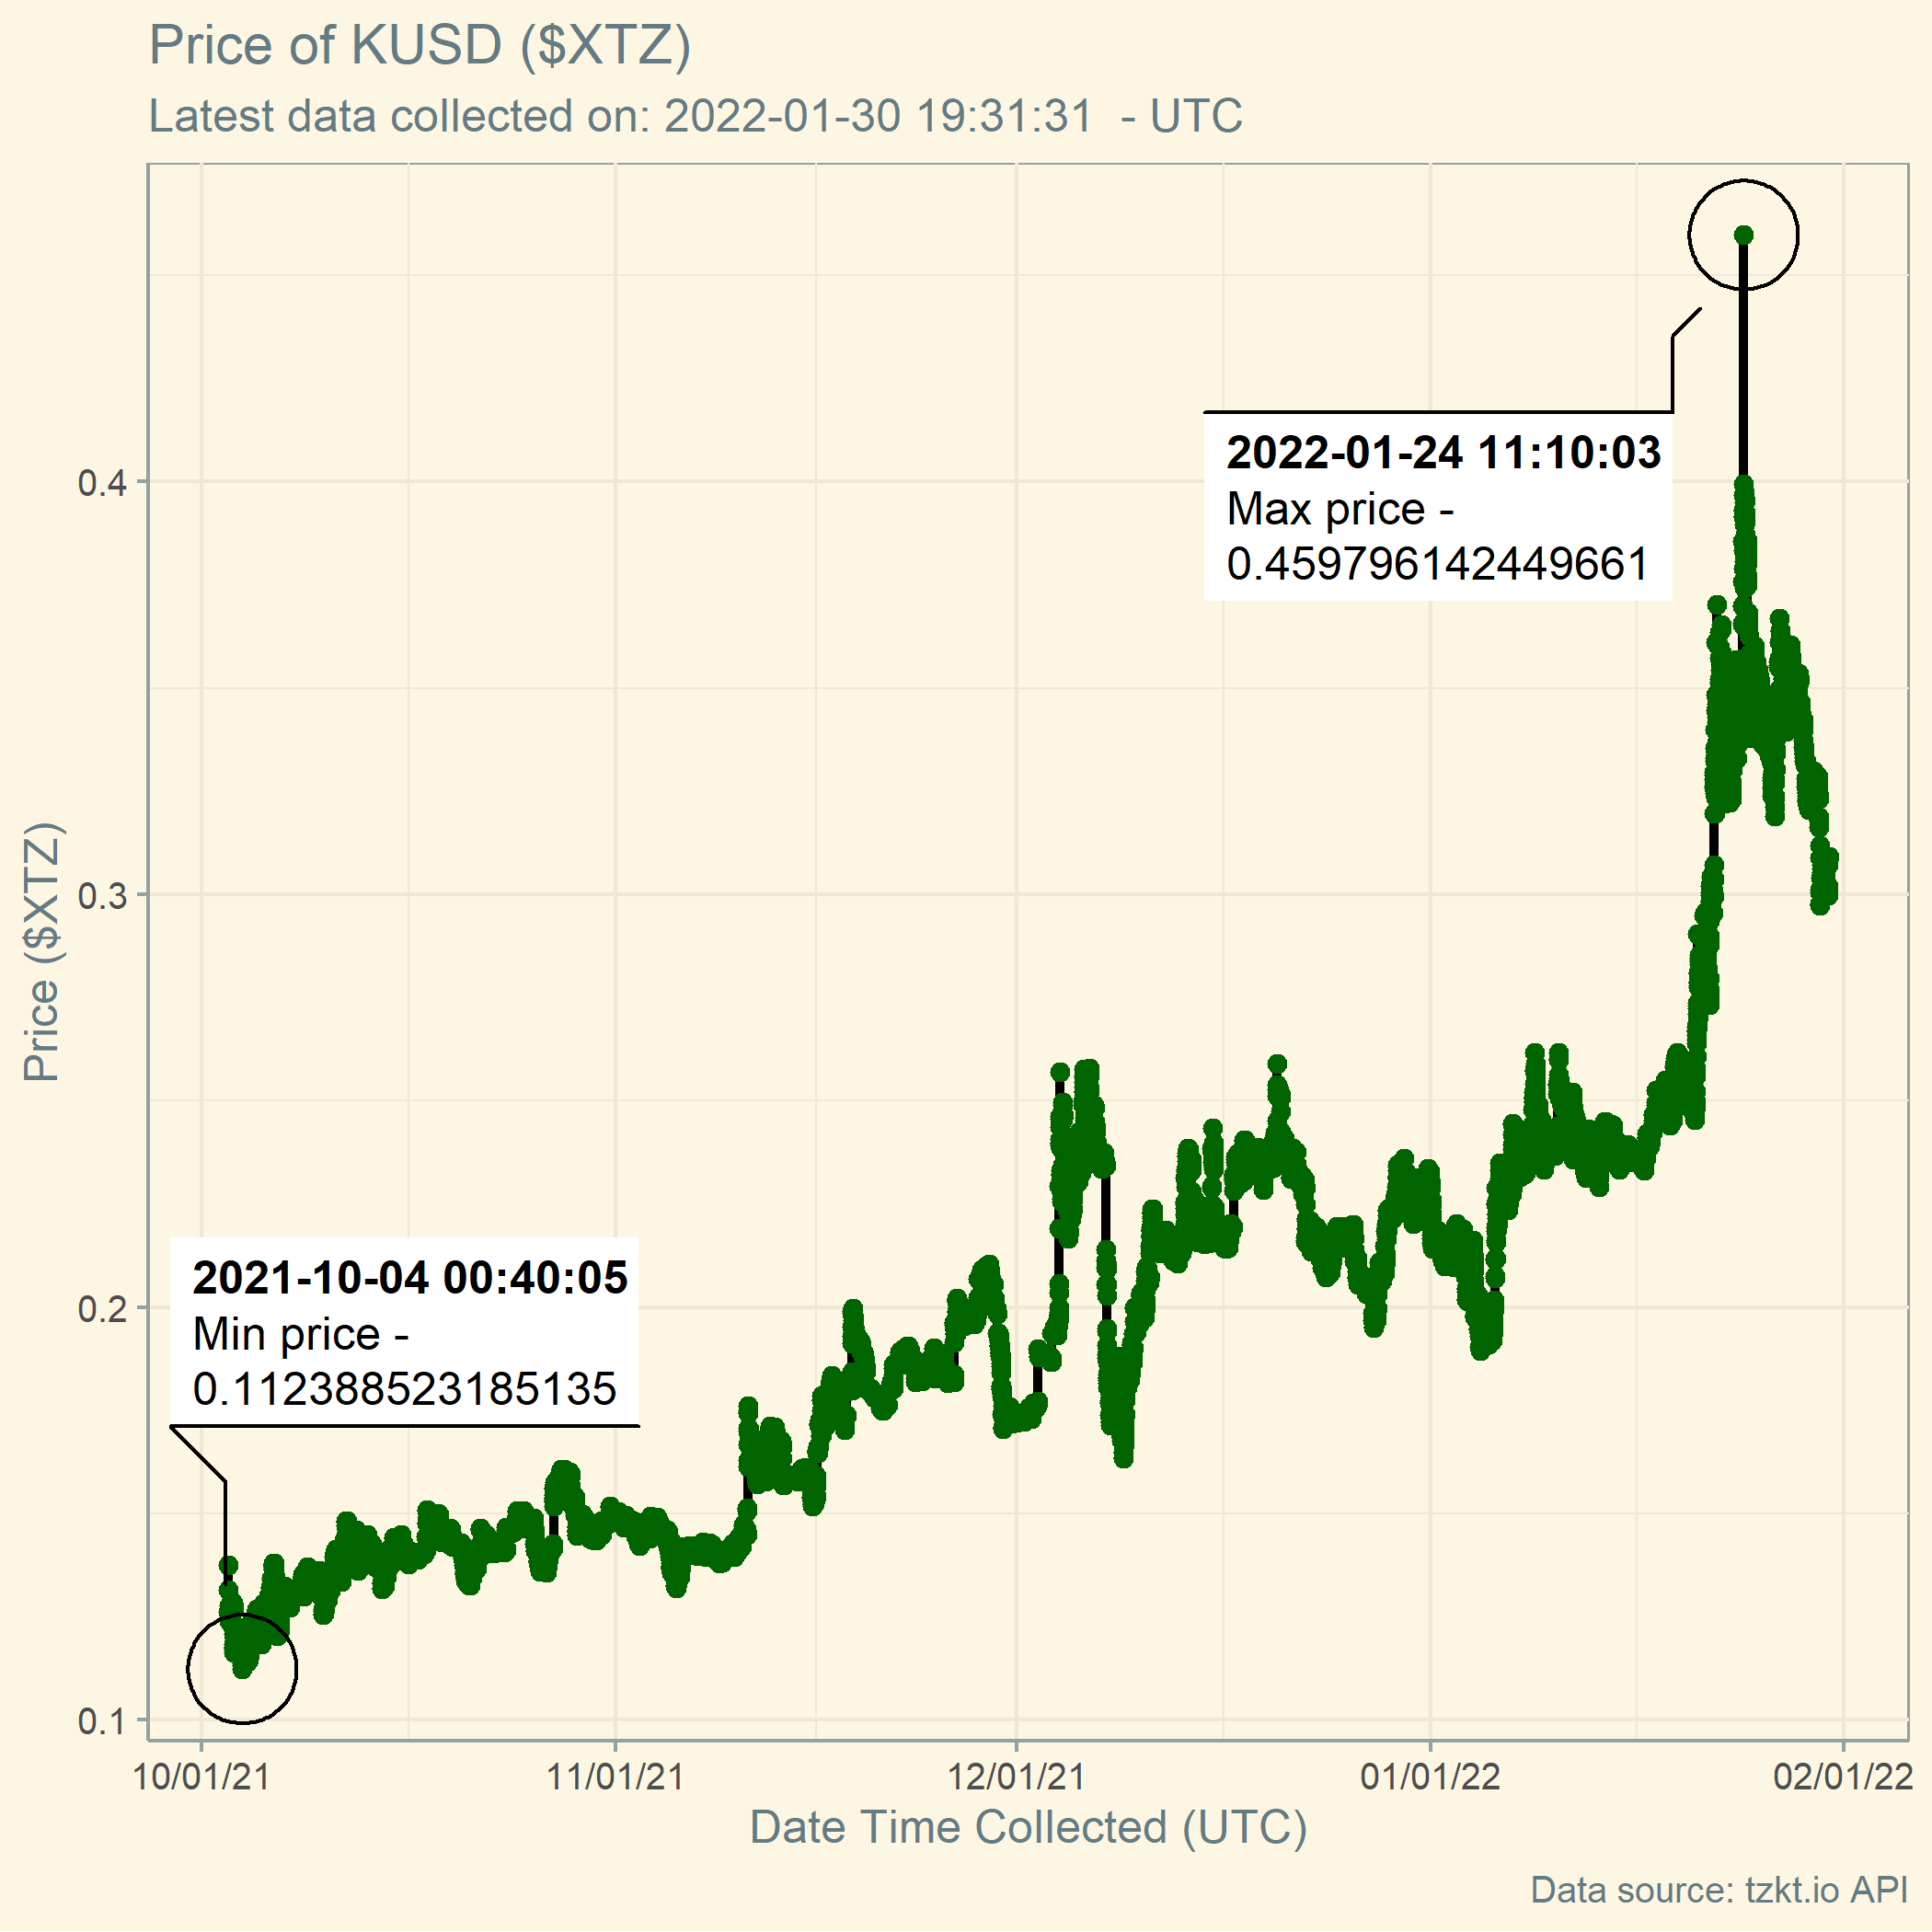 Price of KUSD ($XTZ)
Latest data collected on: 2022-01-30 19:31:31  - UTC
2022-01-24 11:10:03
Max price -
0.459796142449661
2021-10-04 00:40:05
Min price -
0.112388523185135
Price ($XTZ)
0.4
0.3
0.2
0.1
10/01/21 11/01/21 12/01/21 01/01/22 02/01/22
Date Time Collected (UTC)
Data source: tzkt.io API